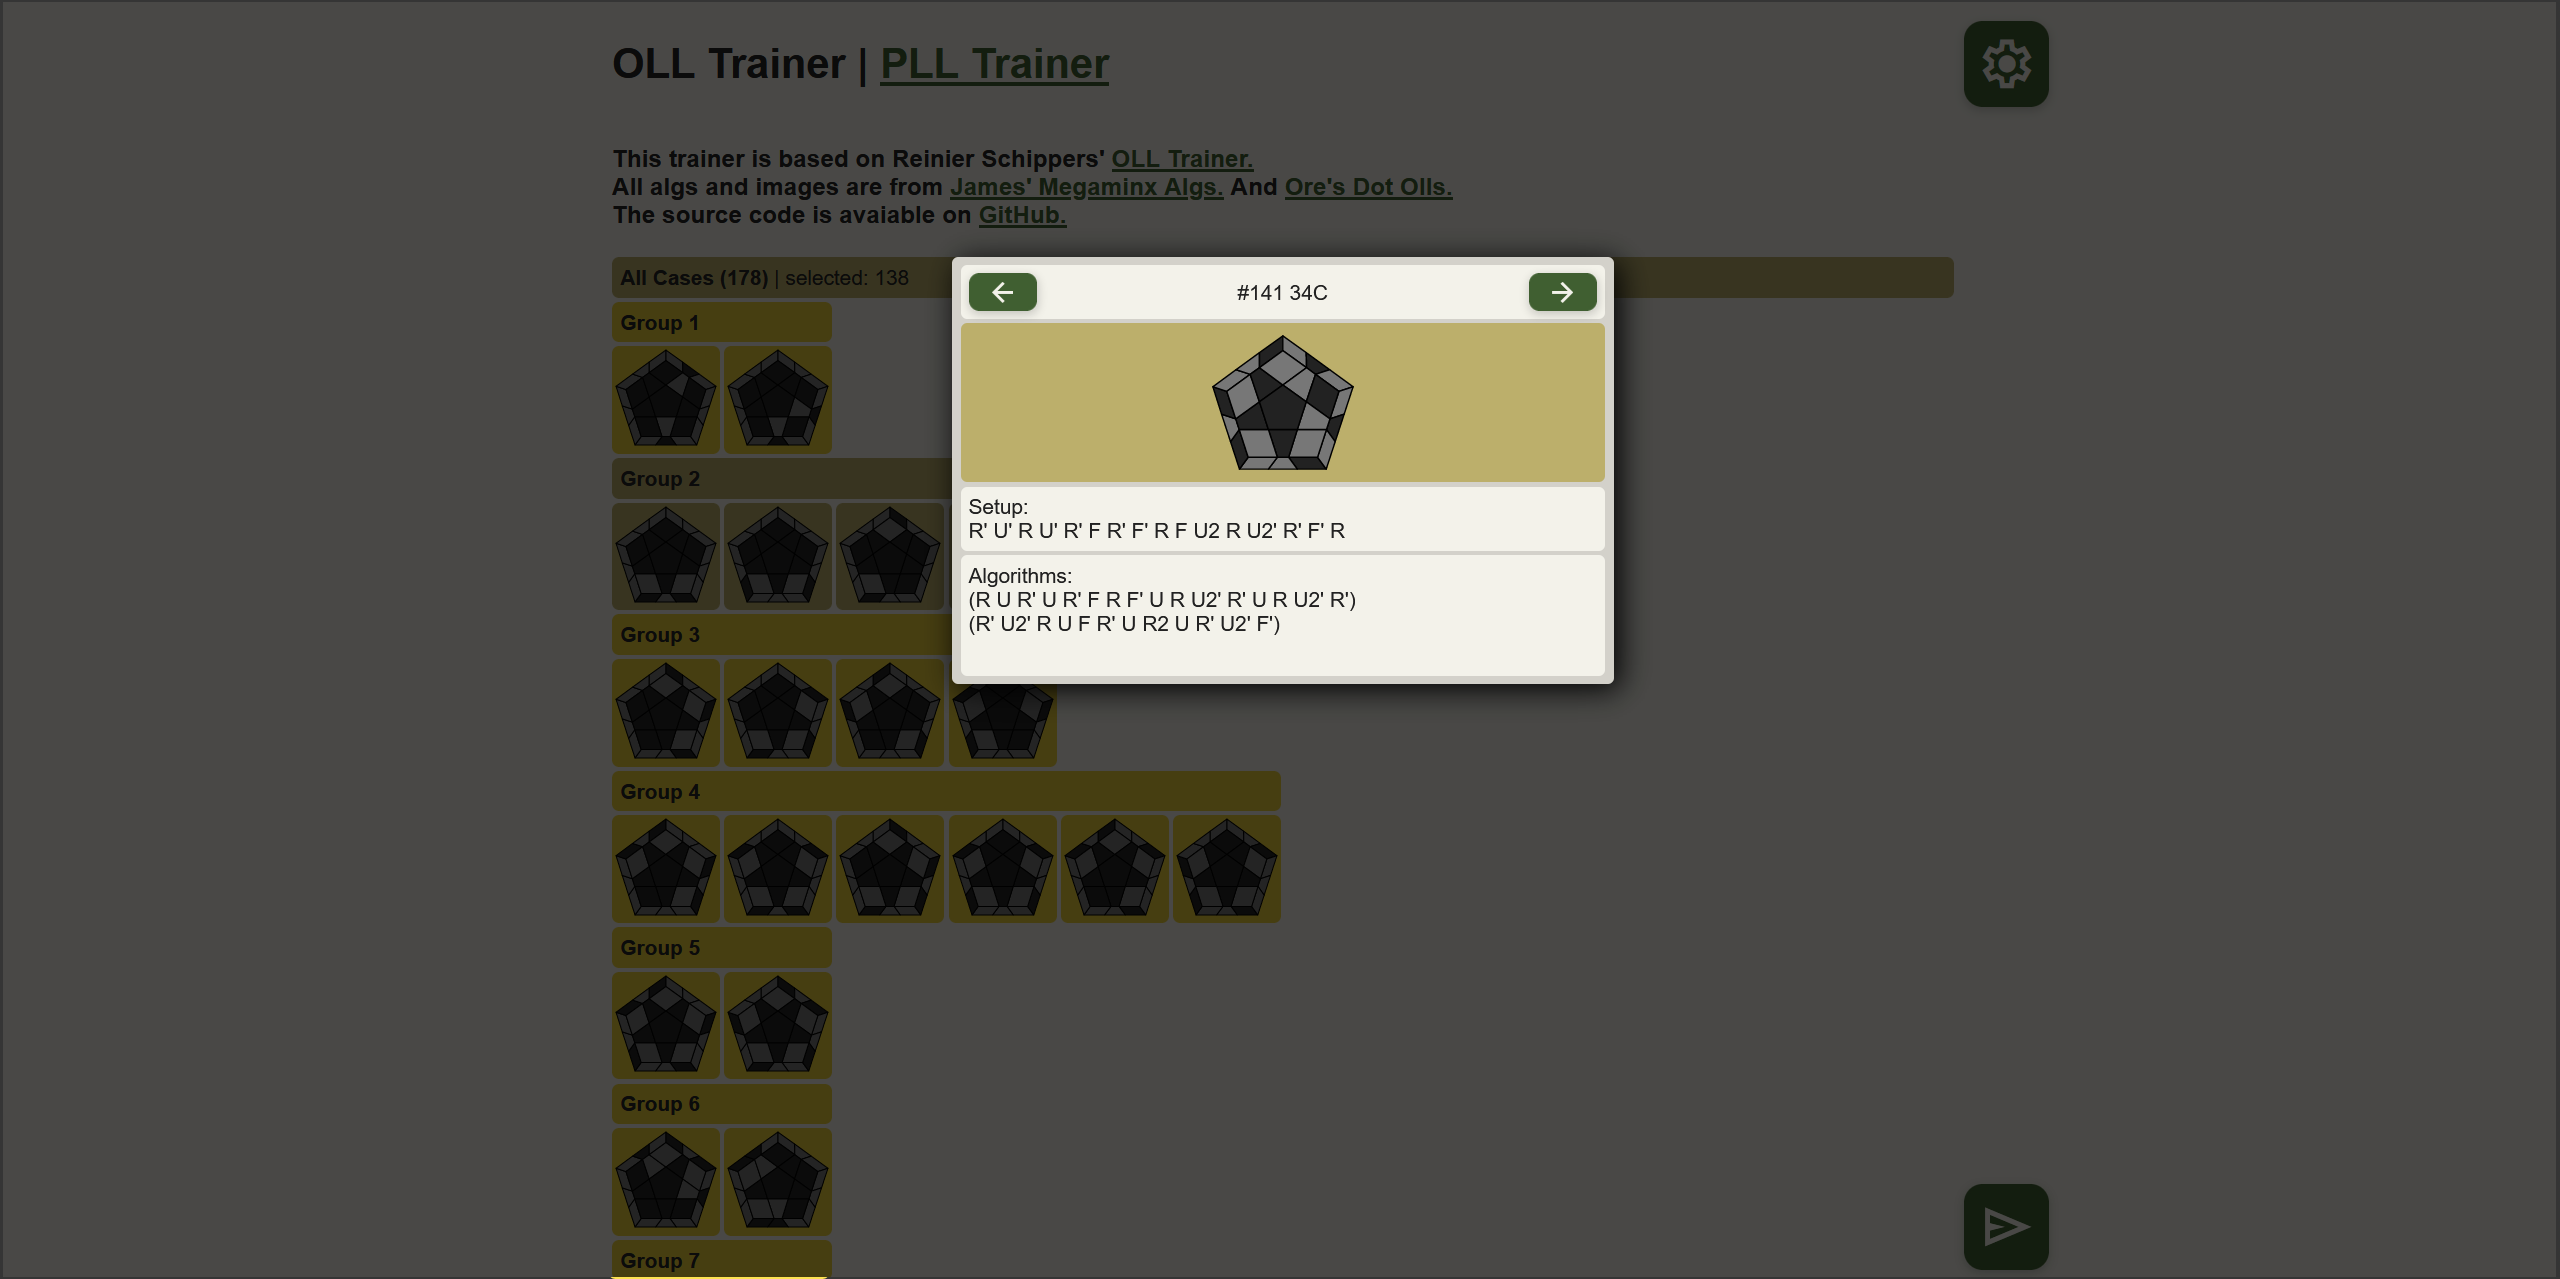 OLL Trainer | PLL Trainer
This trainer is based on Reinier Schippers' OLL Trainer.
All algs and images are from James' Megaminx Algs. And Ore's Dot Olls.
The source code is avaiable on GitHub.
All Cases (178) | selected: 138
#141 34C
Setup:
R' U' R U' R' F R' F' R F U2 R U2' R' F' R
Algorithms:
(R U R' U R' F R F' U R U2' R' U R U2' R')
(R' U2' R U F R' U R2 U R' U2' F')
Group 1
Group 2
Group 3
Group 4
Group 5
Group 6
Group 7